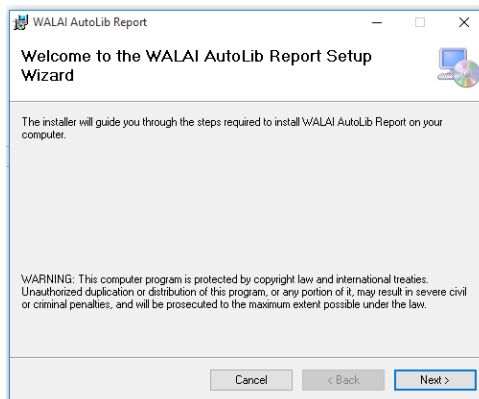 WALAI AutoLib Report
Welcome to the WALAI AutoLib Report Setup
Wizard
The installer will guide you through the steps required to install WALAI AutoLib Report on your
computer.
WARNING: This computer program is protected by copyright law and international treaties.
Unauthorized duplication or distribution of this program, or any portion of it, may result in severe civil
or criminal penalties, and will be prosecuted to the maximum extent possible under the law.
Cancel
< Back
Next >